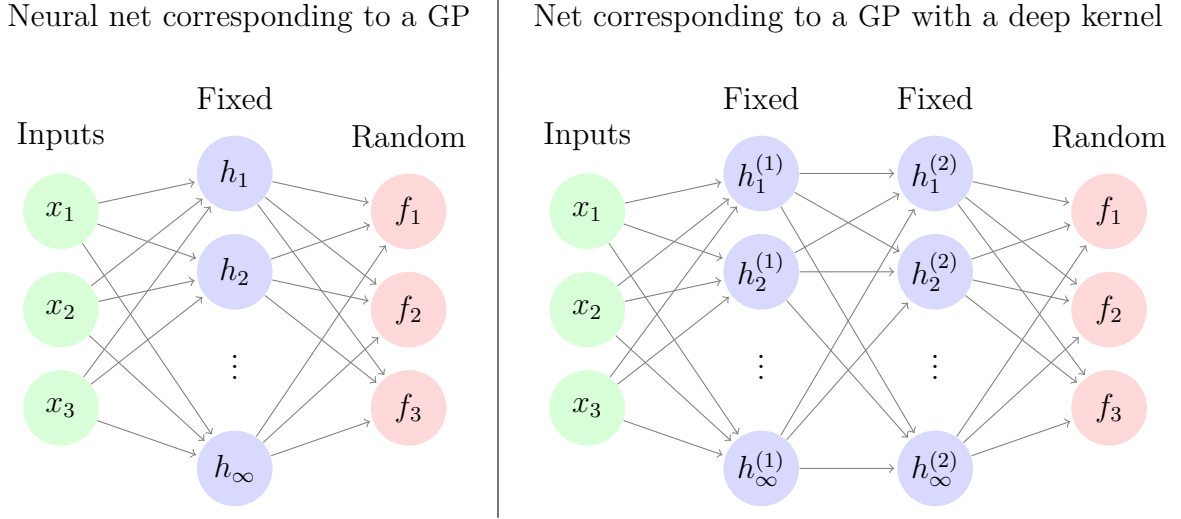 Neural net corresponding to a GP
Fixed
Inputs
Random
x₁
h₁
f₁
x₂
h₂
f₂
⋮
x₃
f₃
h∞
Net corresponding to a GP with a deep kernel
Fixed
Fixed
Inputs
Random
x₁
h₁⁽¹⁾
h₁⁽²⁾
f₁
x₂
h₂⁽¹⁾
h₂⁽²⁾
f₂
⋮
⋮
x₃
f₃
h∞⁽¹⁾
h∞⁽²⁾